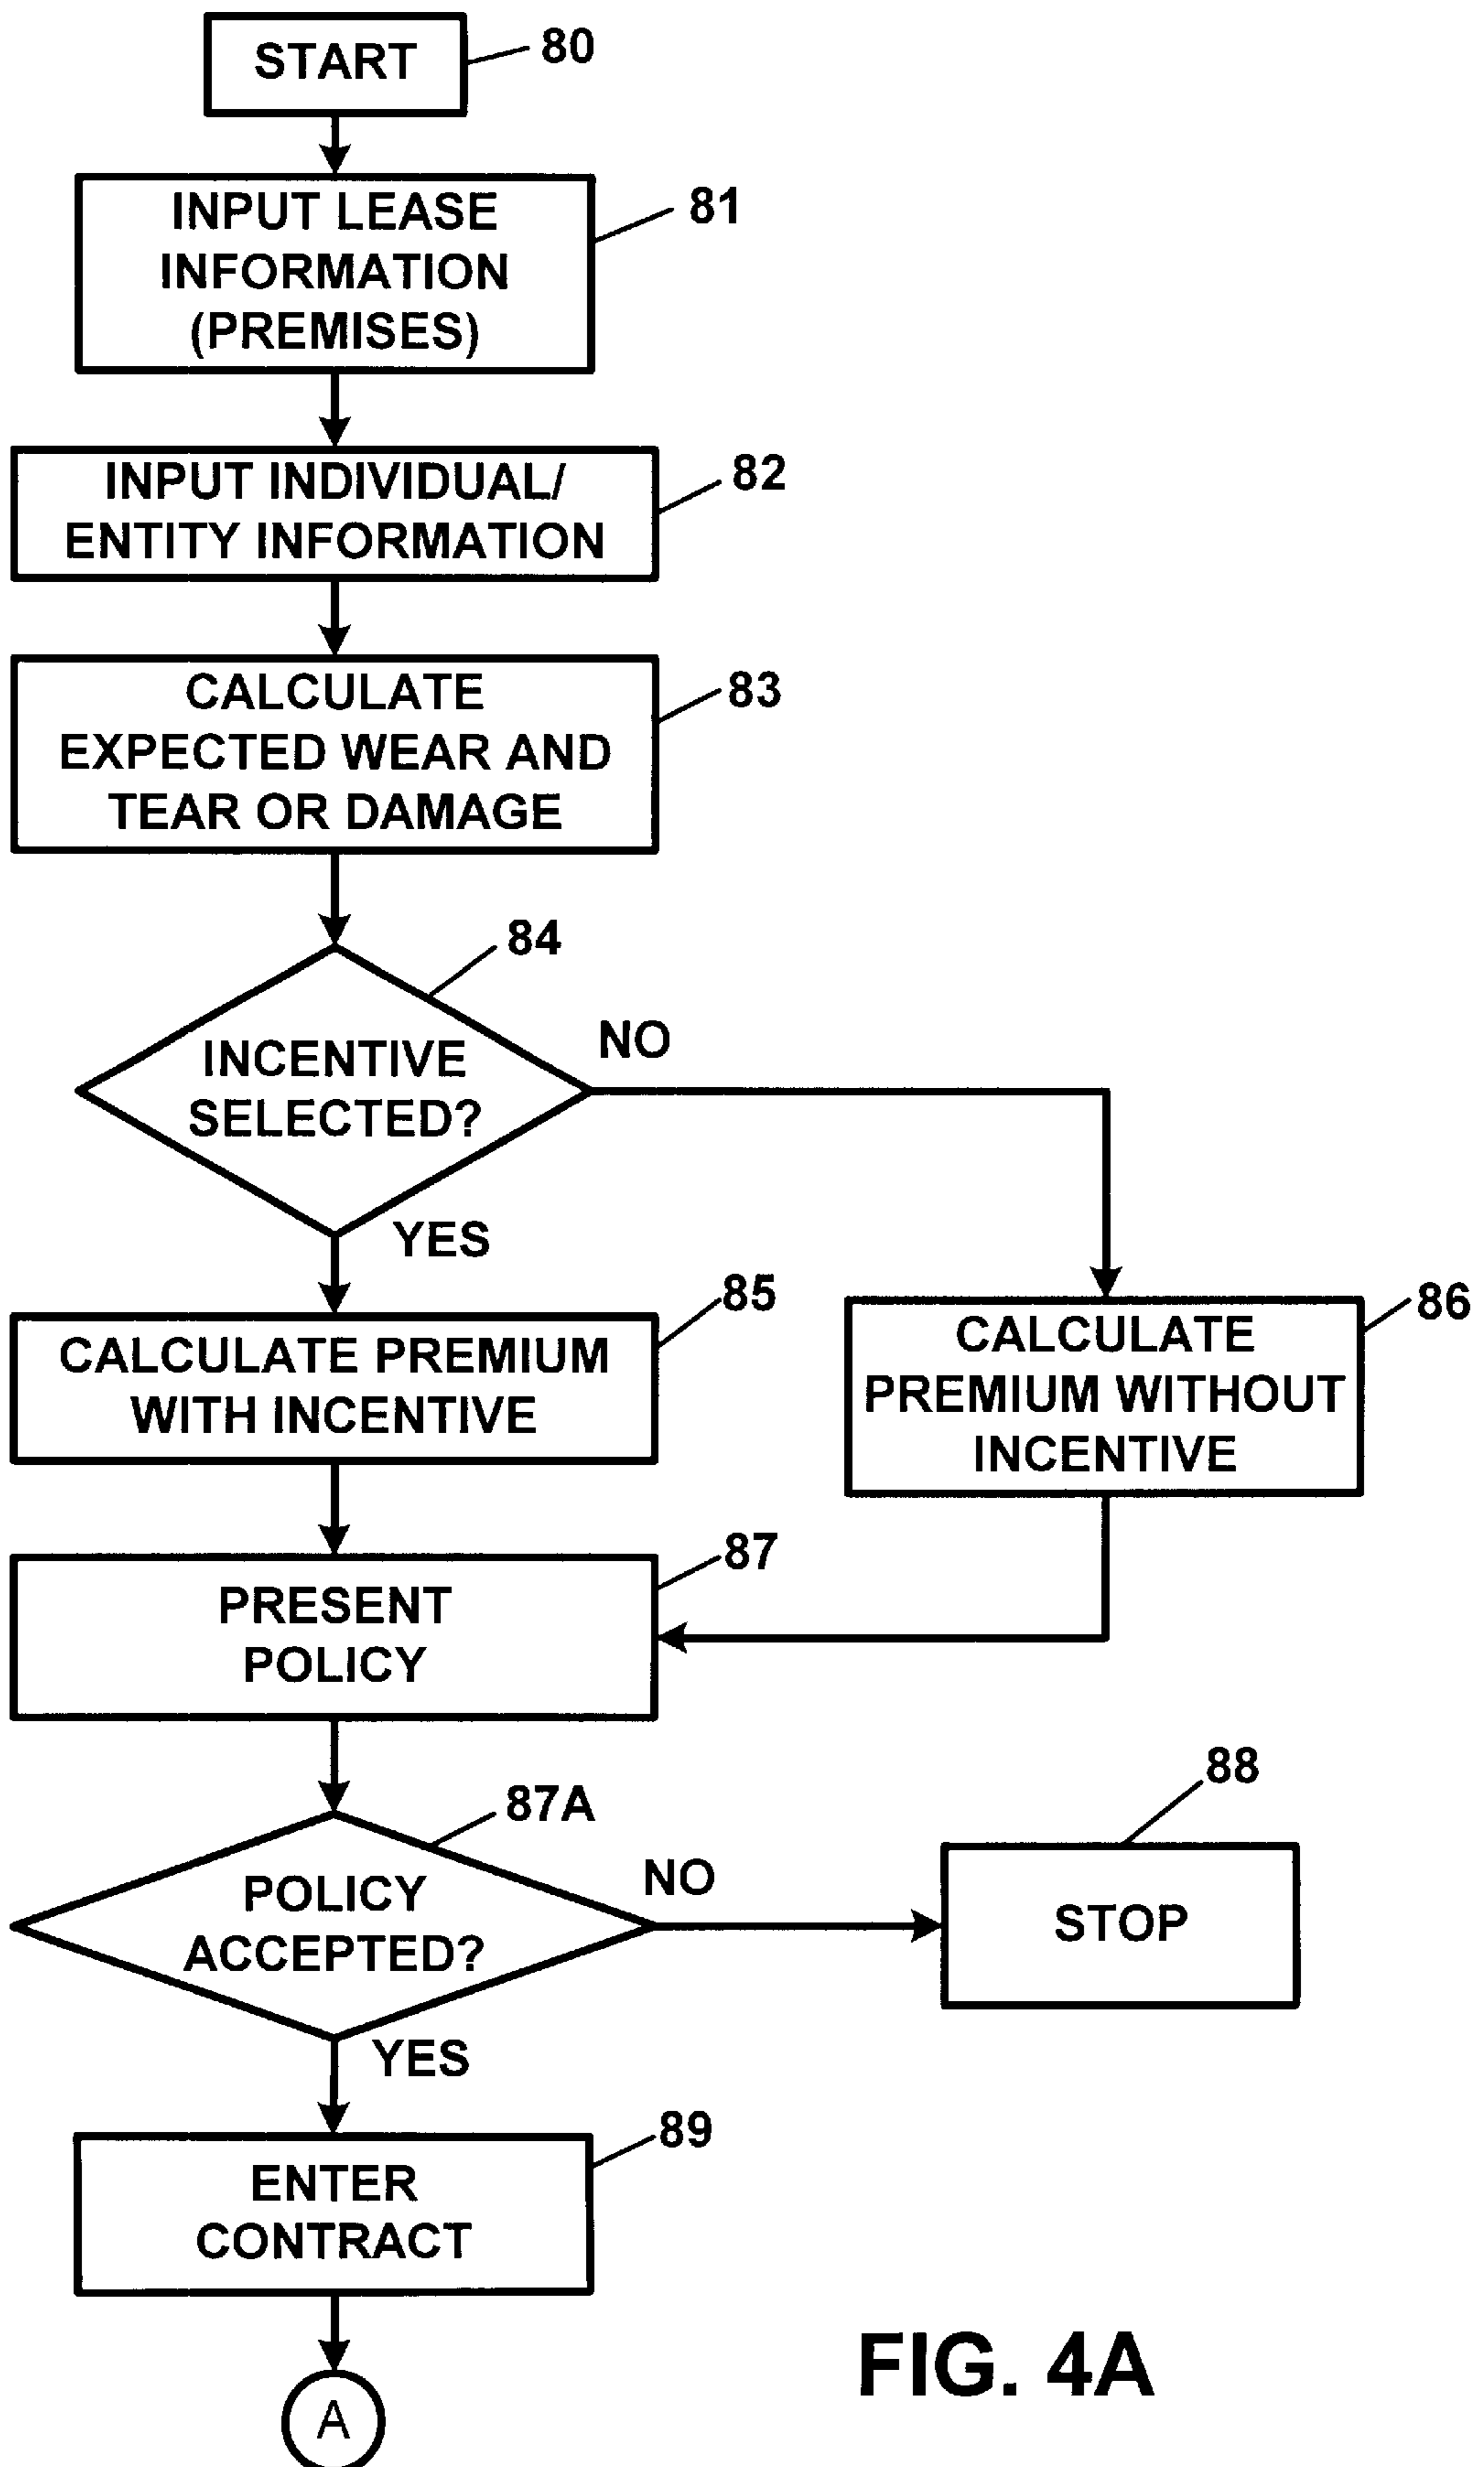 START
80
INPUT LEASE
INFORMATION
(PREMISES)
81
INPUT INDIVIDUAL/
ENTITY INFORMATION
82
CALCULATE
EXPECTED WEAR AND
TEAR OR DAMAGE
83
84
INCENTIVE
SELECTED?
NO
YES
CALCULATE PREMIUM
WITH INCENTIVE
85
CALCULATE
PREMIUM WITHOUT
INCENTIVE
86
PRESENT
POLICY
87
87A
POLICY
ACCEPTED?
NO
STOP
88
YES
ENTER
CONTRACT
89
A
FIG. 4A